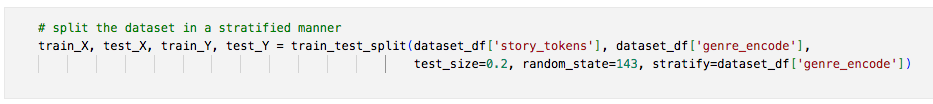 # split the dataset in a stratified manner
train_X, test_X, train_Y, test_Y = train_test_split(dataset_df['story_tokens'], dataset_df['genre_encode'],
test_size=0.2, random_state=143, stratify=dataset_df['genre_encode'])